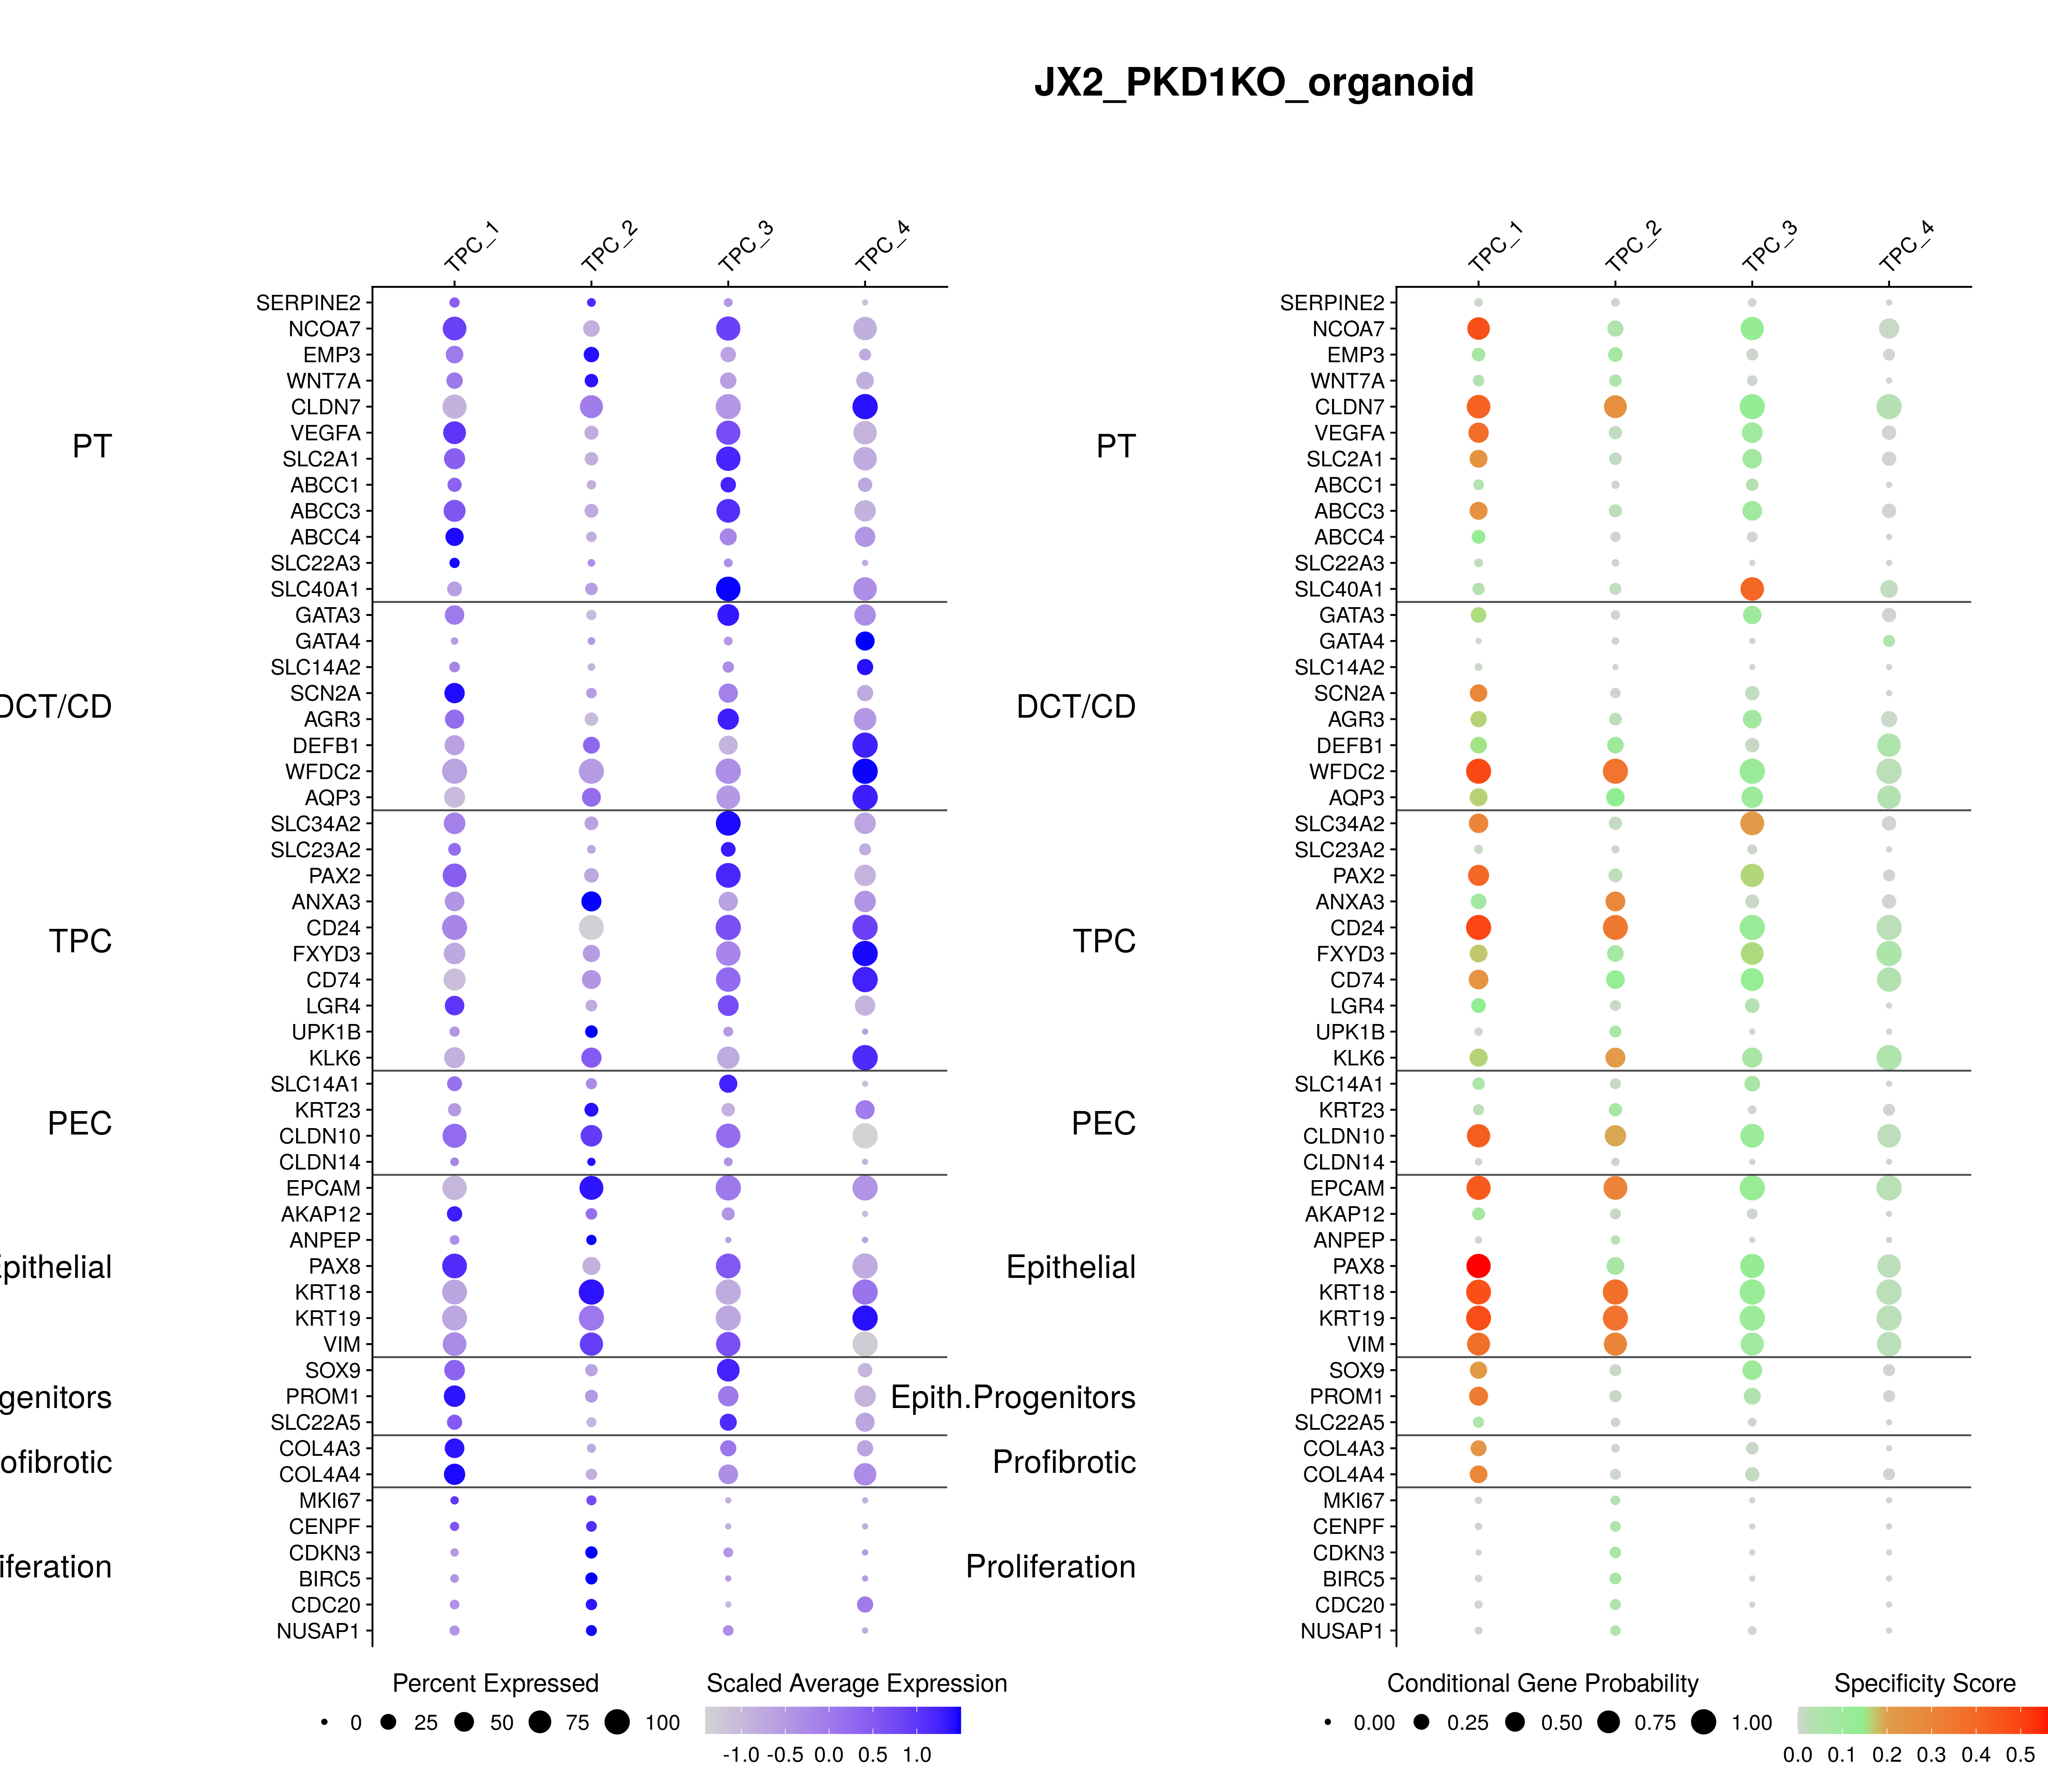 JX2_PKD1KO_organoid
TPC_1 TPC_2 TPC_3 TPC_4
SERPINE2
NCOA7
EMP3
WNT7A
CLDN7
VEGFA
SLC2A1
ABCC1
ABCC3
ABCC4
SLC22A3
SLC40A1
GATA3
GATA4
SLC14A2
SCN2A
AGR3
DEFB1
WFDC2
AQP3
SLC34A2
SLC23A2
PAX2
ANXA3
CD24
FXYD3
CD74
LGR4
UPK1B
KLK6
SLC14A1
KRT23
CLDN10
CLDN14
EPCAM
AKAP12
ANPEP
PAX8
KRT18
KRT19
VIM
SOX9
PROM1
SLC22A5
COL4A3
COL4A4
MKI67
CENPF
CDKN3
BIRC5
CDC20
NUSAP1
PT
DCT/CD
TPC
PEC
pithelial
genitors
ofibrotic
iferation
Percent Expressed
0 25 50 75 100
Scaled Average Expression
-1.0 -0.5 0.0 0.5 1.0
TPC_1 TPC_2 TPC_3 TPC_4
SERPINE2
NCOA7
EMP3
WNT7A
CLDN7
VEGFA
SLC2A1
ABCC1
ABCC3
ABCC4
SLC22A3
SLC40A1
GATA3
GATA4
SLC14A2
SCN2A
AGR3
DEFB1
WFDC2
AQP3
SLC34A2
SLC23A2
PAX2
ANXA3
CD24
FXYD3
CD74
LGR4
UPK1B
KLK6
SLC14A1
KRT23
CLDN10
CLDN14
EPCAM
AKAP12
ANPEP
PAX8
KRT18
KRT19
VIM
SOX9
PROM1
SLC22A5
COL4A3
COL4A4
MKI67
CENPF
CDKN3
BIRC5
CDC20
NUSAP1
PT
DCT/CD
TPC
PEC
Epithelial
Epith.Progenitors
Profibrotic
Proliferation
Conditional Gene Probability
0.00 0.25 0.50 0.75 1.00
Specificity Score
0.0 0.1 0.2 0.3 0.4 0.5